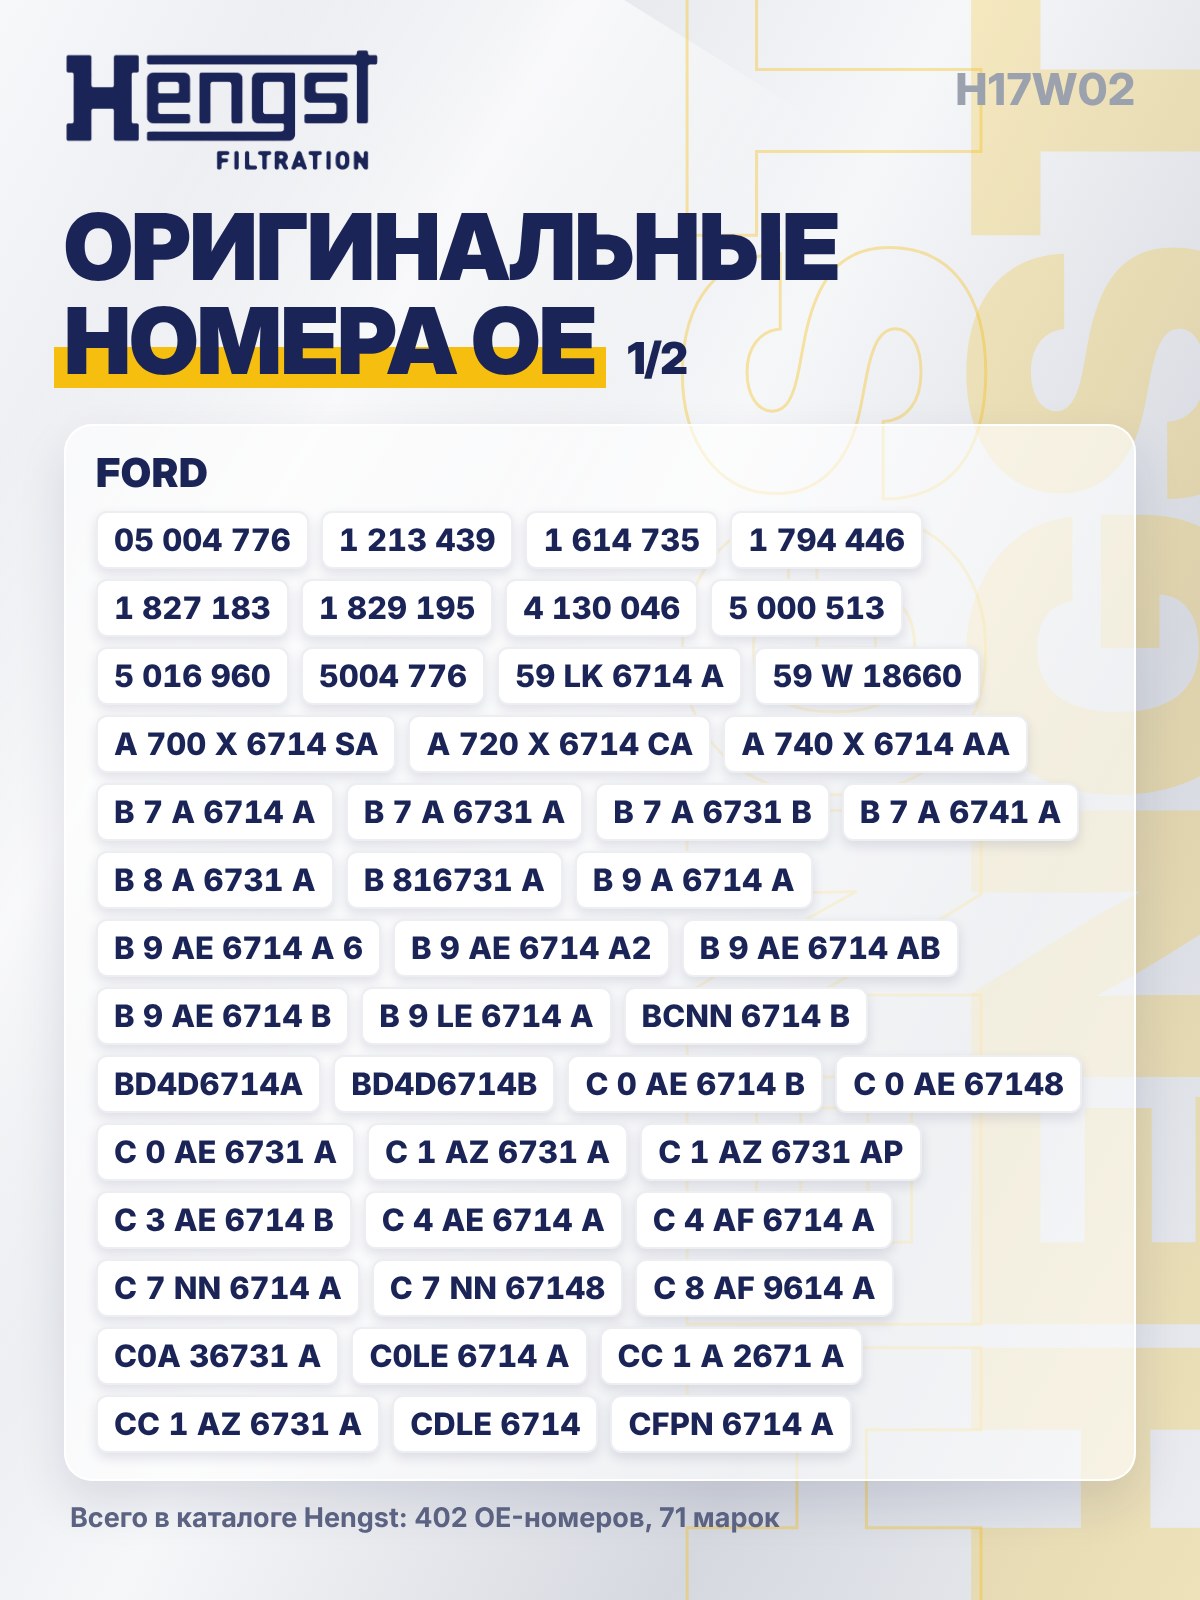 Hengst
FILTRATION
H17W02
ОРИГИНАЛЬНЫЕ
НОМЕРА OE 1/2
FORD
05 004 776 1 213 439 1 614 735 1 794 446
1 827 183 1 829 195 4 130 046 5 000 513
5 016 960 5004 776 59 LK 6714 A 59 W 18660
A 700 X 6714 SA A 720 X 6714 CA A 740 X 6714 AA
B 7 A 6714 A B 7 A 6731 A B 7 A 6731 B B 7 A 6741 A
B 8 A 6731 A B 816731 A B 9 A 6714 A
B 9 AE 6714 A 6 B 9 AE 6714 A2 B 9 AE 6714 AB
B 9 AE 6714 B B 9 LE 6714 A BCNN 6714 B
BD4D6714A BD4D6714B C 0 AE 6714 B C 0 AE 67148
C 0 AE 6731 A C 1 AZ 6731 A C 1 AZ 6731 AP
C 3 AE 6714 B C 4 AE 6714 A C 4 AF 6714 A
C 7 NN 6714 A C 7 NN 67148 C 8 AF 9614 A
C0A 36731 A C0LE 6714 A CC 1 A 2671 A
CC 1 AZ 6731 A CDLE 6714 CFPN 6714 A
Всего в каталоге Hengst: 402 OE-номеров, 71 марок
HENGST